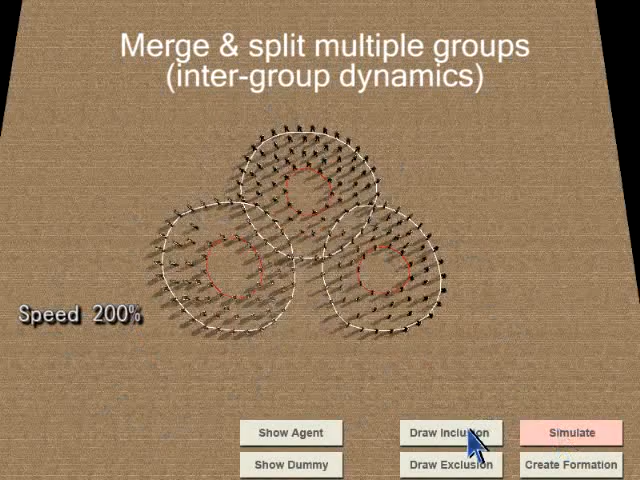 Merge & split multiple groups
(inter-group dynamics)
Speed 200%
Show Agent
Draw Inclusion
Simulate
Show Dummy
Draw Exclusion
Create Formation